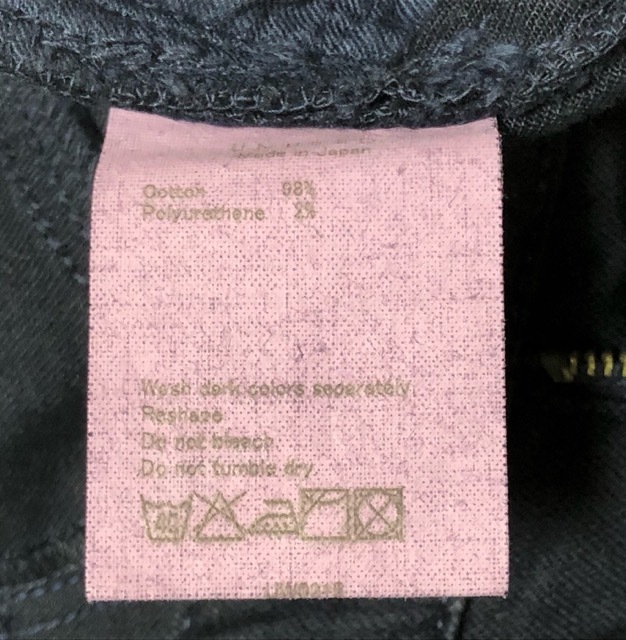 Made in Japan
Cotton 98%
Polyurethane 2%
Wash dark colors separately.
Reshape
Do not bleach
Do not tumble dry.
40